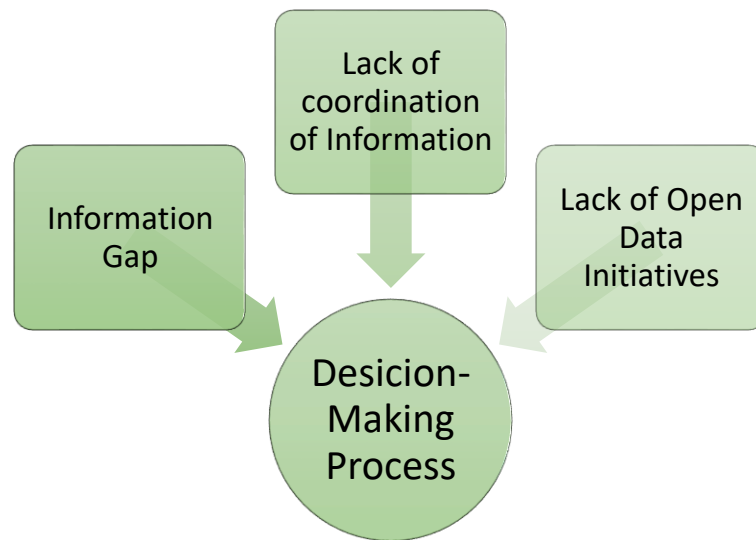 Lack of
coordination
of Information
Information
Gap
Lack of Open
Data
Initiatives
Desicion-
Making
Process